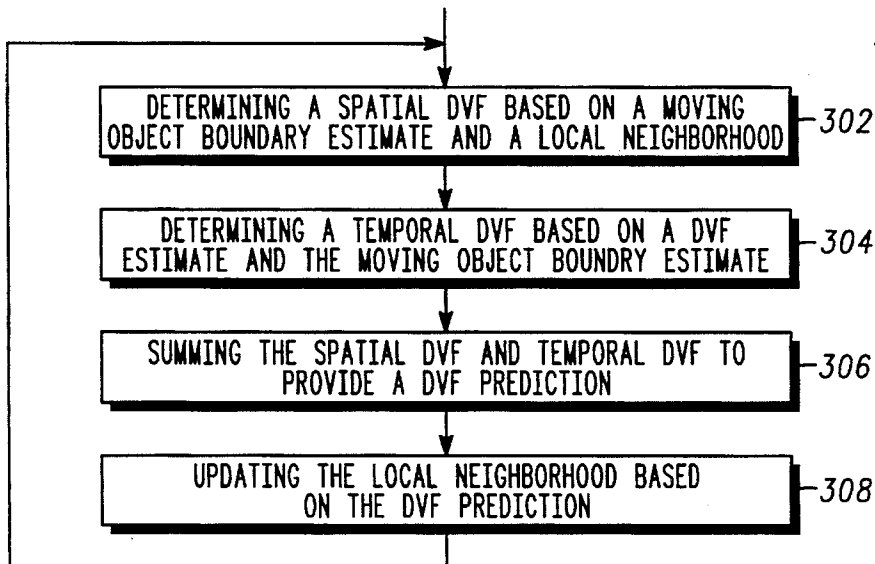 DETERMINING A SPATIAL DVF BASED ON A MOVING
OBJECT BOUNDARY ESTIMATE AND A LOCAL NEIGHBORHOOD
302
DETERMINING A TEMPORAL DVF BASED ON A DVF
ESTIMATE AND THE MOVING OBJECT BOUNDRY ESTIMATE
304
SUMMING THE SPATIAL DVF AND TEMPORAL DVF TO
PROVIDE A DVF PREDICTION
306
UPDATING THE LOCAL NEIGHBORHOOD BASED
ON THE DVF PREDICTION
308